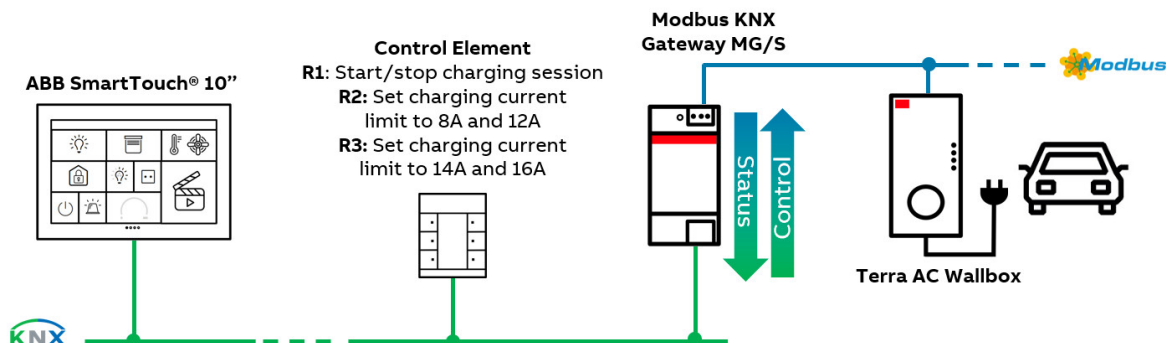 ABB SmartTouch® 10”
Control Element
R1: Start/stop charging session
R2: Set charging current
limit to 8A and 12A
R3: Set charging current
limit to 14A and 16A
Modbus KNX
Gateway MG/S
Status
Control
Modbus
Terra AC Wallbox
KNX